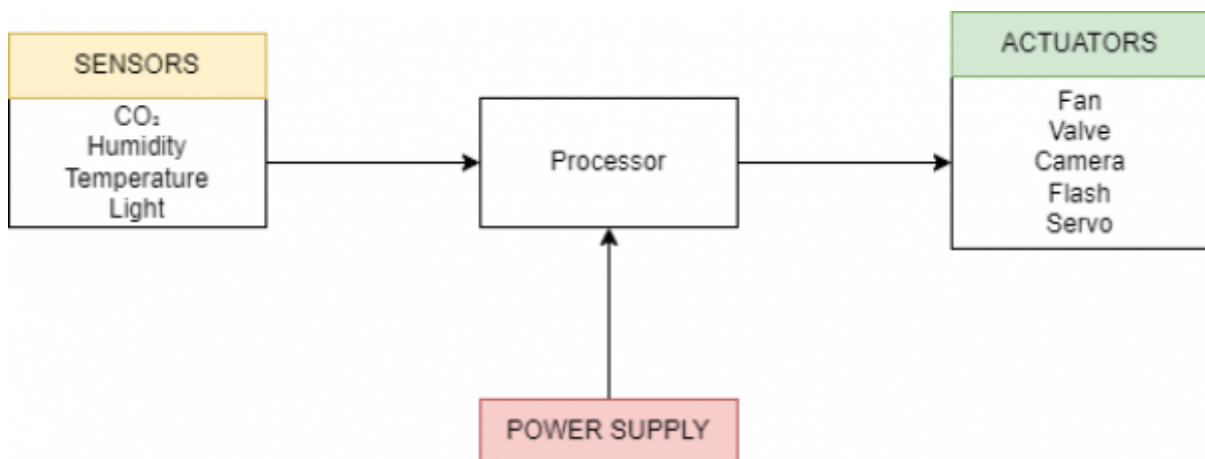 SENSORS
CO₂
Humidity
Temperature
Light
Processor
ACTUATORS
Fan
Valve
Camera
Flash
Servo
POWER SUPPLY